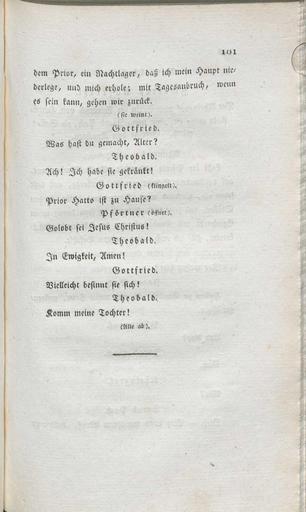 101
dem Prior, ein Nachtlager, daß ich mein Haupt nie-
derlege, und mich erhole; mit Tagesanbruch, wenn
es sein kann, gehen wir zurück.
(sie weint).
Gottfried.
Was hast du gemacht, Alter?
Theobald.
Ach! Ich habe sie gekränkt!
Gottfried (klingelt).
Prior Hatto ist zu Hause?
Pförtner (öffnet).
Gelobt sei Jesus Christus!
Theobald.
In Ewigkeit, Amen!
Gottfried.
Vielleicht besinnt sie sich!
Theobald.
Komm meine Tochter!
(Alle ab).